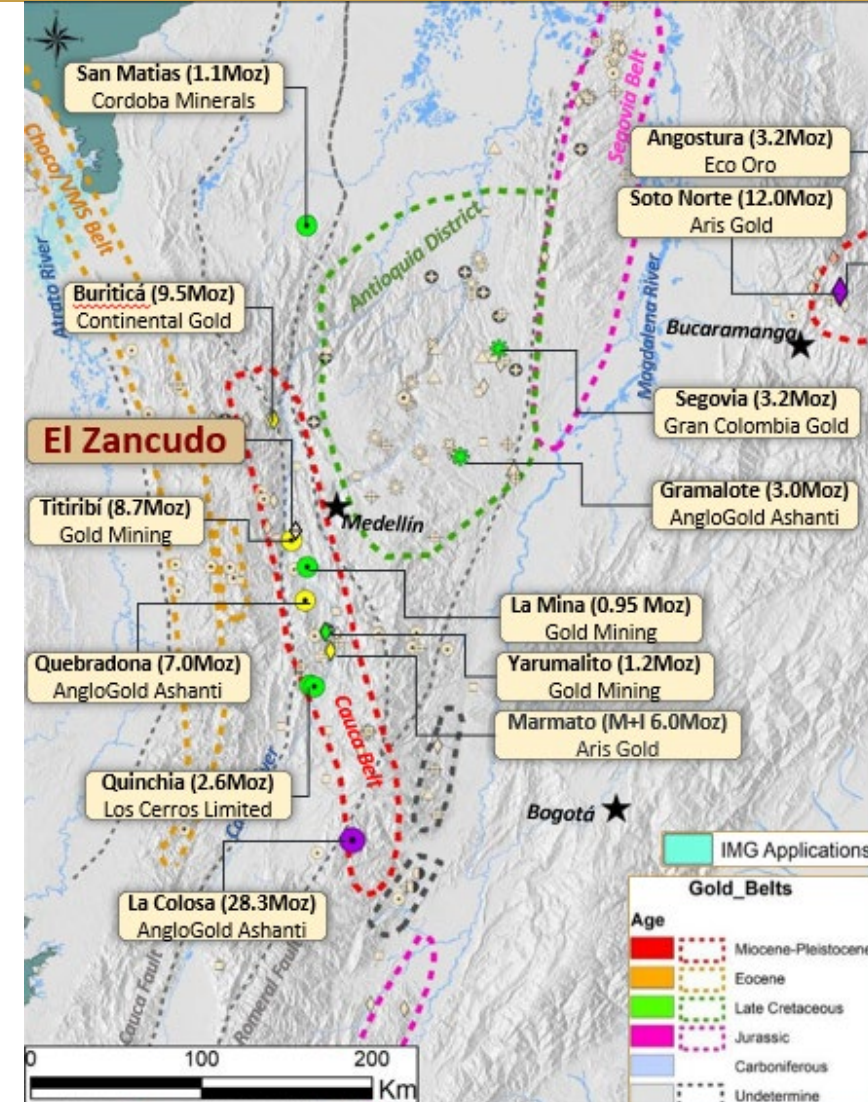 San Matias (1.1Moz)
Cordoba Minerals
Segovia Belt
Angostura (3.2Moz)
Eco Oro
Choco/VMS Belt
Soto Norte (12.0Moz)
Aris Gold
Antioquia District
Atrato River
Magdalena River
Buriticá (9.5Moz)
Continental Gold
Bucaramanga
Segovia (3.2Moz)
Gran Colombia Gold
El Zancudo
Gramalote (3.0Moz)
AngloGold Ashanti
Titiribí (8.7Moz)
Gold Mining
Medellín
La Mina (0.95 Moz)
Gold Mining
Quebradona (7.0Moz)
AngloGold Ashanti
Yarumalito (1.2Moz)
Gold Mining
Marmato (M+I 6.0Moz)
Aris Gold
Cauca Belt
Quinchia (2.6Moz)
Los Cerros Limited
Bogotá
IMG Applications
La Colosa (28.3Moz)
AngloGold Ashanti
Cauca Fault
Romeral Fault
Gold_Belts
Age
Miocene-Pleistocene
Eocene
Late Cretaceous
Jurassic
Carboniferous
Undetermine
0 100 200
Km